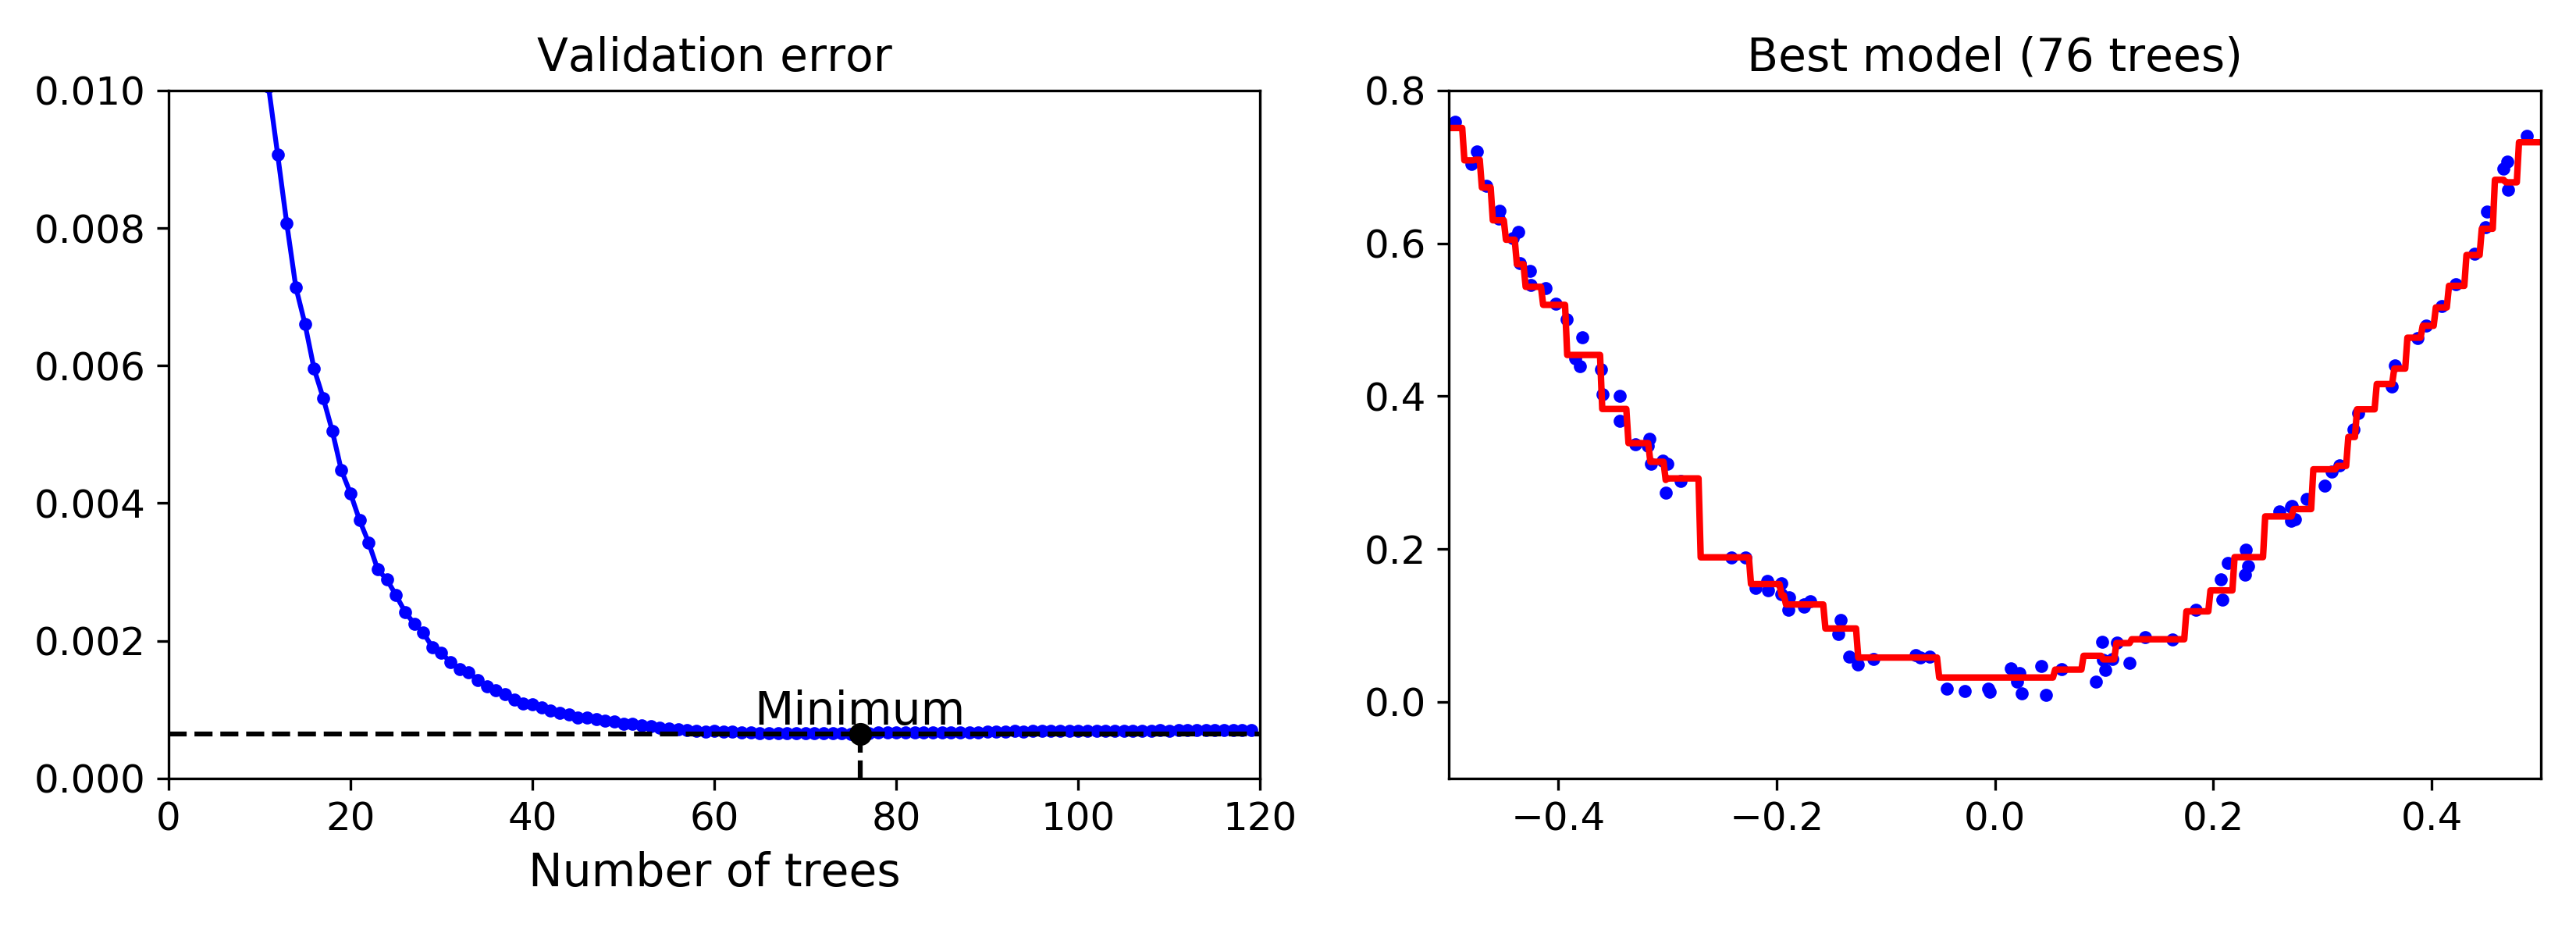 Validation error
0.010
0.008
0.006
0.004
0.002
0.000
Minimum
0 20 40 60 80 100 120
Number of trees
Best model (76 trees)
0.8
0.6
0.4
0.2
0.0
−0.4 −0.2 0.0 0.2 0.4